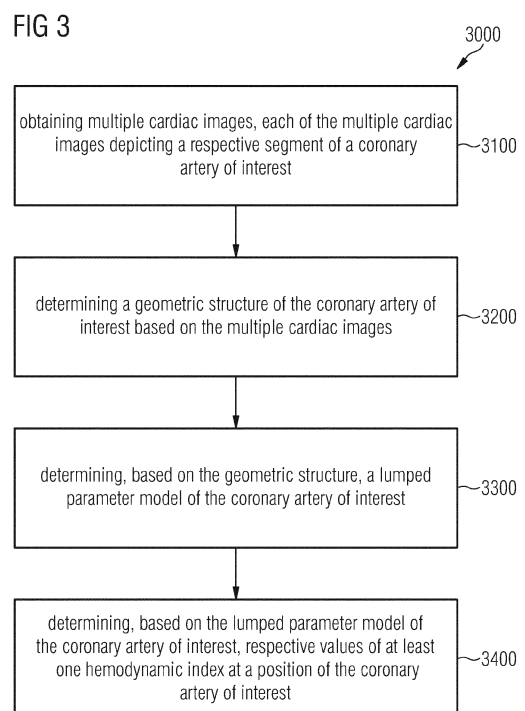 FIG 3
3000
obtaining multiple cardiac images, each of the multiple cardiac
images depicting a respective segment of a coronary
artery of interest
3100
determining a geometric structure of the coronary artery of
interest based on the multiple cardiac images
3200
determining, based on the geometric structure, a lumped
parameter model of the coronary artery of interest
3300
determining, based on the lumped parameter model of
the coronary artery of interest, respective values of at least
one hemodynamic index at a position of the coronary
artery of interest
3400